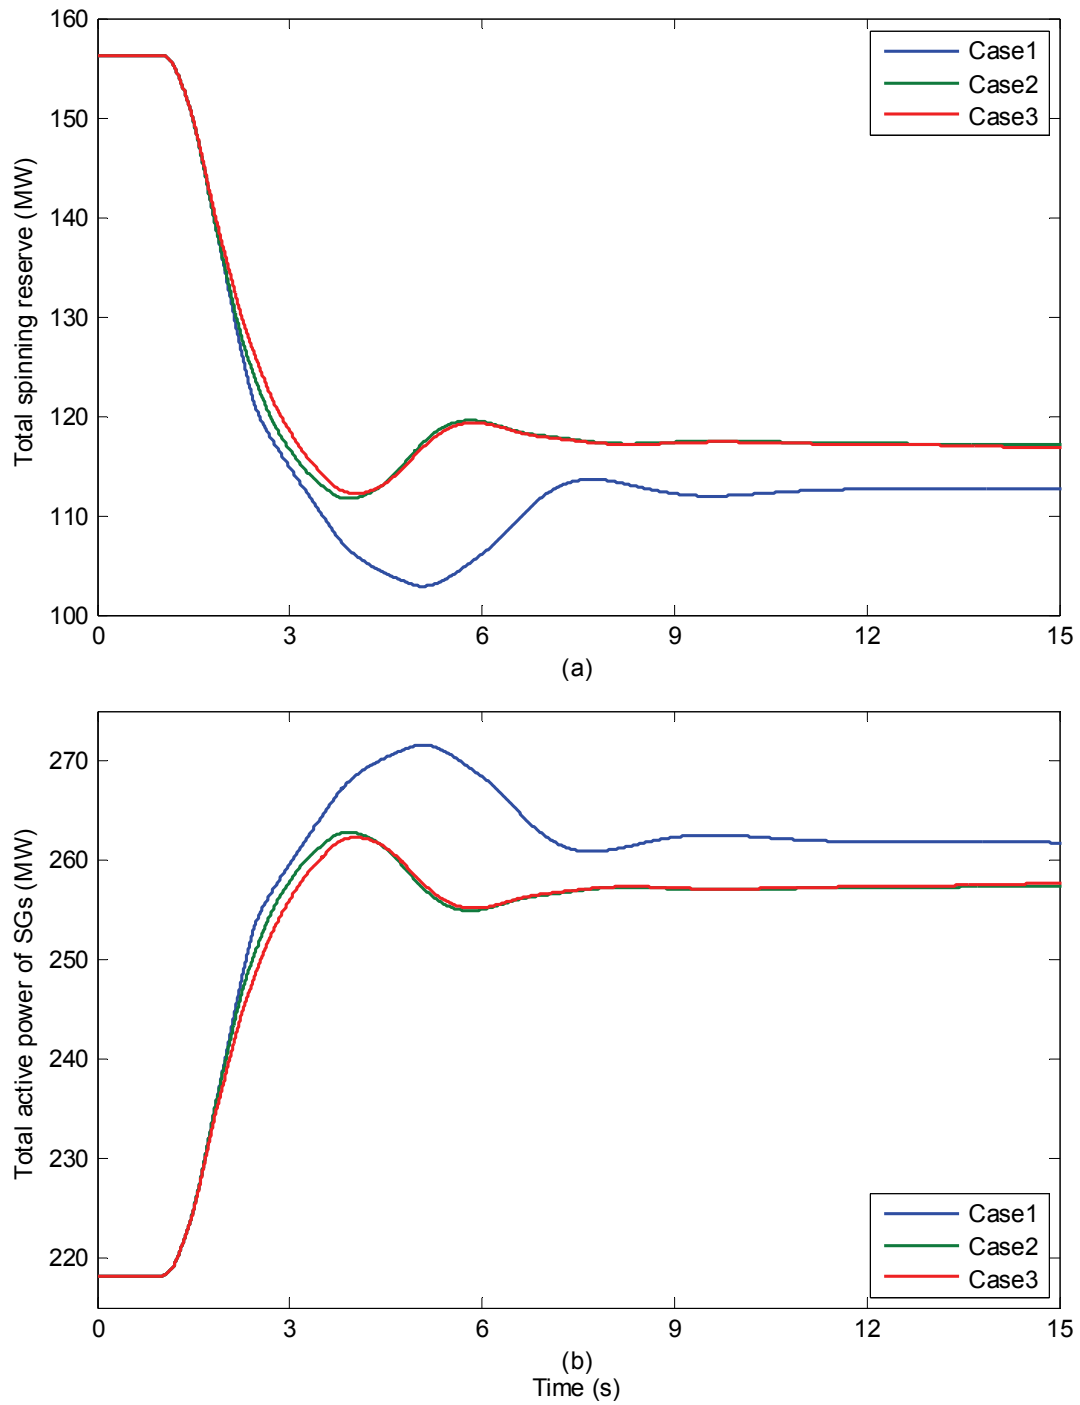 160
150
140
130
120
110
100
Total spinning reserve (MW)
Case1
Case2
Case3
0 3 6 9 12 15
(a)
270
260
250
240
230
220
Total active power of SGs (MW)
Case1
Case2
Case3
0 3 6 9 12 15
(b)
Time (s)